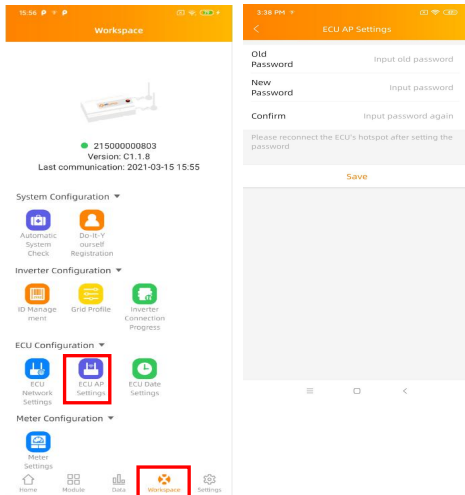 15:56
Workspace
215000000803
Version: C1.1.8
Last communication: 2021-03-15 15:55
System Configuration
Automatic
System
Check
Do-It-Y
ourself
Registration
Inverter Configuration
ID Manage
ment
Grid Profile
Inverter
Connection
Progress
ECU Configuration
ECU
Network
Settings
ECU AP
Settings
ECU Date
Settings
Meter Configuration
Meter
Settings
Home Module Data Workspace Settings
3:38 PM
ECU AP Settings
Old
Password
Input old password
New
Password
Input password
Confirm Input password again
Please reconnect the ECU's hotspot after setting the
password
Save